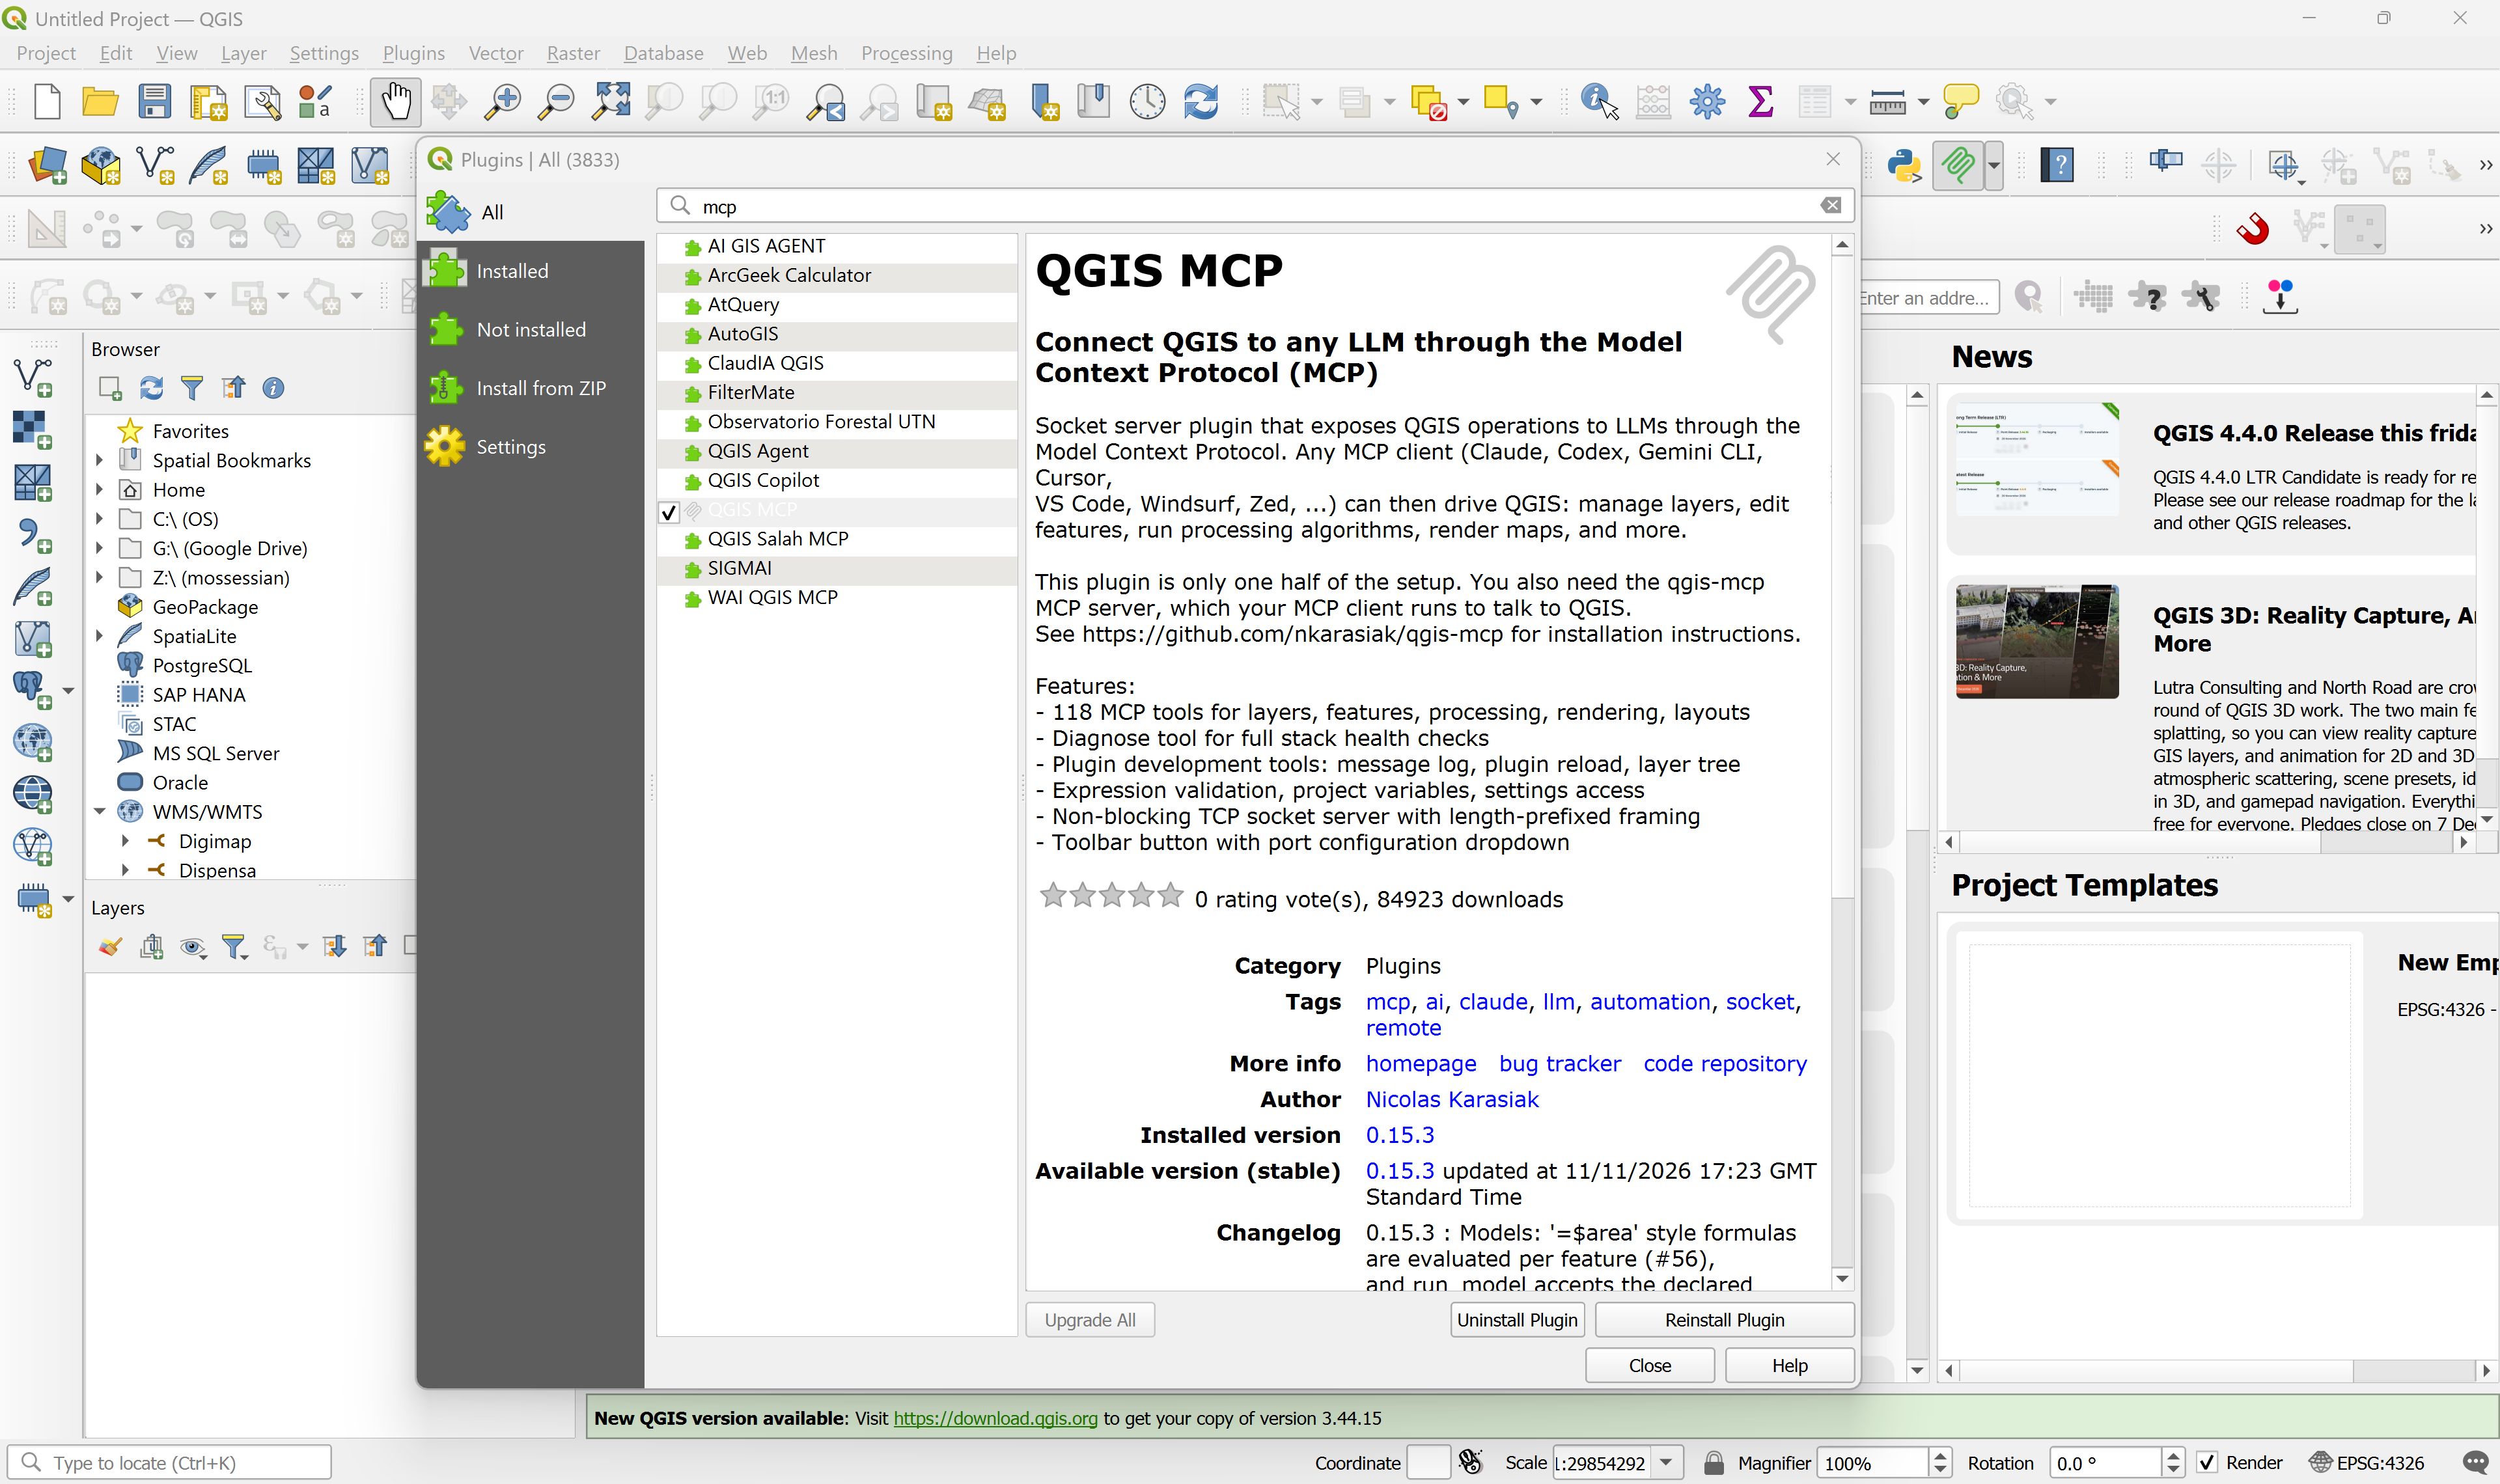 Untitled Project — QGIS
Project Edit View Layer Settings Plugins Vector Raster Database Web Mesh Processing Help
Plugins | All (3833)
All
Installed
Not installed
Install from ZIP
Settings
mcp
AI GIS AGENT
ArcGeek Calculator
AtQuery
AutoGIS
ClaudIA QGIS
FilterMate
Observatorio Forestal UTN
QGIS Agent
QGIS Copilot
QGIS MCP
QGIS Salah MCP
SIGMAI
WAI QGIS MCP
QGIS MCP
Connect QGIS to any LLM through the Model
Context Protocol (MCP)
Socket server plugin that exposes QGIS operations to LLMs through the
Model Context Protocol. Any MCP client (Claude, Codex, Gemini CLI,
Cursor,
VS Code, Windsurf, Zed, ...) can then drive QGIS: manage layers, edit
features, run processing algorithms, render maps, and more.
This plugin is only one half of the setup. You also need the qgis-mcp
MCP server, which your MCP client runs to talk to QGIS.
See https://github.com/nkarasiak/qgis-mcp for installation instructions.
Features:
- 118 MCP tools for layers, features, processing, rendering, layouts
- Diagnose tool for full stack health checks
- Plugin development tools: message log, plugin reload, layer tree
- Expression validation, project variables, settings access
- Non-blocking TCP socket server with length-prefixed framing
- Toolbar button with port configuration dropdown
0 rating vote(s), 84923 downloads
Category Plugins
Tags mcp, ai, claude, llm, automation, socket,
remote
More info homepage bug tracker code repository
Author Nicolas Karasiak
Installed version 0.15.3
Available version (stable) 0.15.3 updated at 11/11/2026 17:23 GMT
Standard Time
Changelog 0.15.3 : Models: '=$area' style formulas
are evaluated per feature (#56),
and run_model accepts the declared
Upgrade All
Uninstall Plugin
Reinstall Plugin
Close
Help
Browser
Favorites
Spatial Bookmarks
Home
C:\ (OS)
G:\ (Google Drive)
Z:\ (mossessian)
GeoPackage
SpatiaLite
PostgreSQL
SAP HANA
STAC
MS SQL Server
Oracle
WMS/WMTS
Digimap
Dispensa
Layers
Enter an addre...
News
QGIS 4.4.0 Release this frida
QGIS 4.4.0 LTR Candidate is ready for re
Please see our release roadmap for the la
and other QGIS releases.
3D: Reality Capture,
ation & More
QGIS 3D: Reality Capture, A
More
Lutra Consulting and North Road are cro
round of QGIS 3D work. The two main fe
splatting, so you can view reality capture
GIS layers, and animation for 2D and 3D
atmospheric scattering, scene presets, id
in 3D, and gamepad navigation. Everythi
free for everyone. Pledges close on 7 De
Project Templates
New Emp
EPSG:4326 -
New QGIS version available: Visit https://download.qgis.org to get your copy of version 3.44.15
Type to locate (Ctrl+K)
Coordinate
Scale 1:29854292
Magnifier 100%
Rotation 0.0 °
Render
EPSG:4326